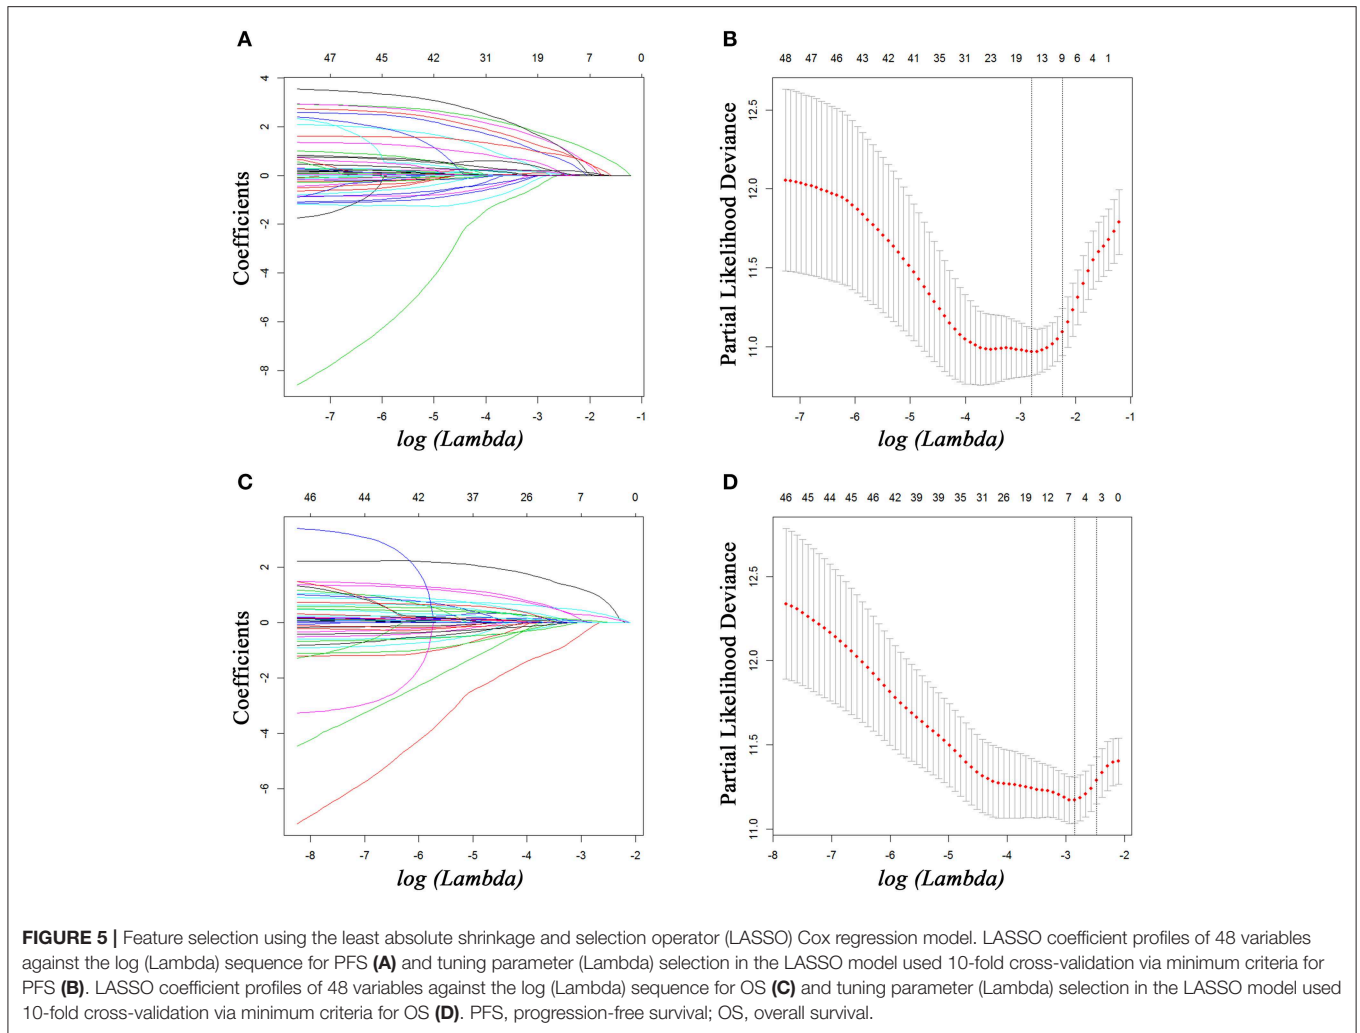 A
47 45 42 31 19 7 0
4
2
0
-2
-4
-6
-8
Coefficients
-7 -6 -5 -4 -3 -2 -1
log (Lambda)
B
48 47 46 43 42 41 35 31 23 19 13 9 6 4 1
12.5
12.0
11.5
11.0
Partial Likelihood Deviance
-7 -6 -5 -4 -3 -2 -1
log (Lambda)
C
46 44 42 37 26 7 0
2
0
-2
-4
-6
Coefficients
-8 -7 -6 -5 -4 -3 -2
log (Lambda)
D
46 45 44 45 46 42 39 39 35 31 26 19 12 7 4 3 0
12.5
12.0
11.5
11.0
Partial Likelihood Deviance
-8 -7 -6 -5 -4 -3 -2
log (Lambda)
FIGURE 5 | Feature selection using the least absolute shrinkage and selection operator (LASSO) Cox regression model. LASSO coefficient profiles of 48 variables
against the log (Lambda) sequence for PFS (A) and tuning parameter (Lambda) selection in the LASSO model used 10-fold cross-validation via minimum criteria for
PFS (B). LASSO coefficient profiles of 48 variables against the log (Lambda) sequence for OS (C) and tuning parameter (Lambda) selection in the LASSO model used
10-fold cross-validation via minimum criteria for OS (D). PFS, progression-free survival; OS, overall survival.